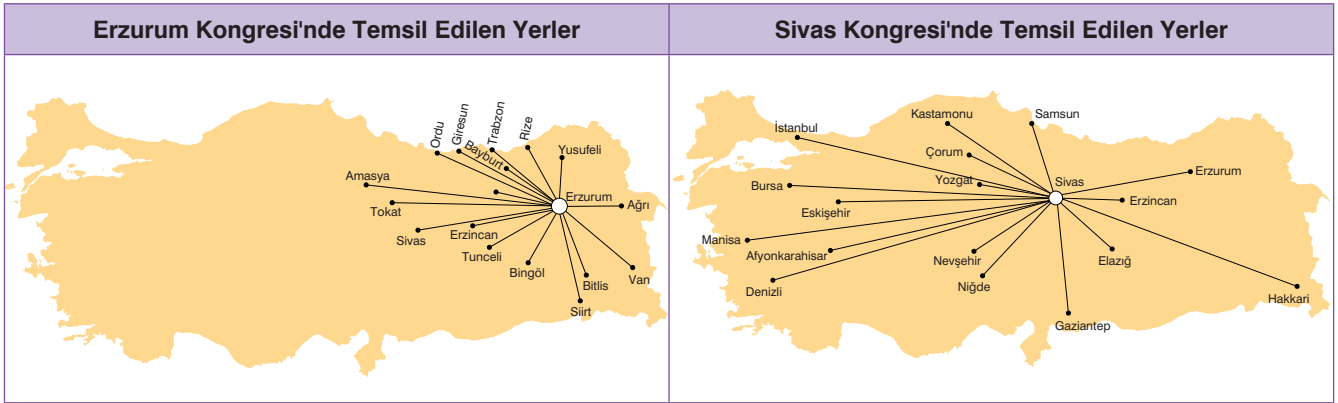 Erzurum Kongresi'nde Temsil Edilen Yerler
Ordu
Giresun
Bayburt
Trabzon
Rize
Yusufeli
Amasya
Erzurum
Tokat
Ağrı
Sivas
Erzincan
Tunceli
Bingöl
Bitlis
Van
Siirt
Sivas Kongresi'nde Temsil Edilen Yerler
Kastamonu
Samsun
İstanbul
Çorum
Yozgat
Sivas
Erzurum
Bursa
Eskişehir
Erzincan
Manisa
Afyonkarahisar
Nevşehir
Elazığ
Denizli
Niğde
Hakkari
Gaziantep